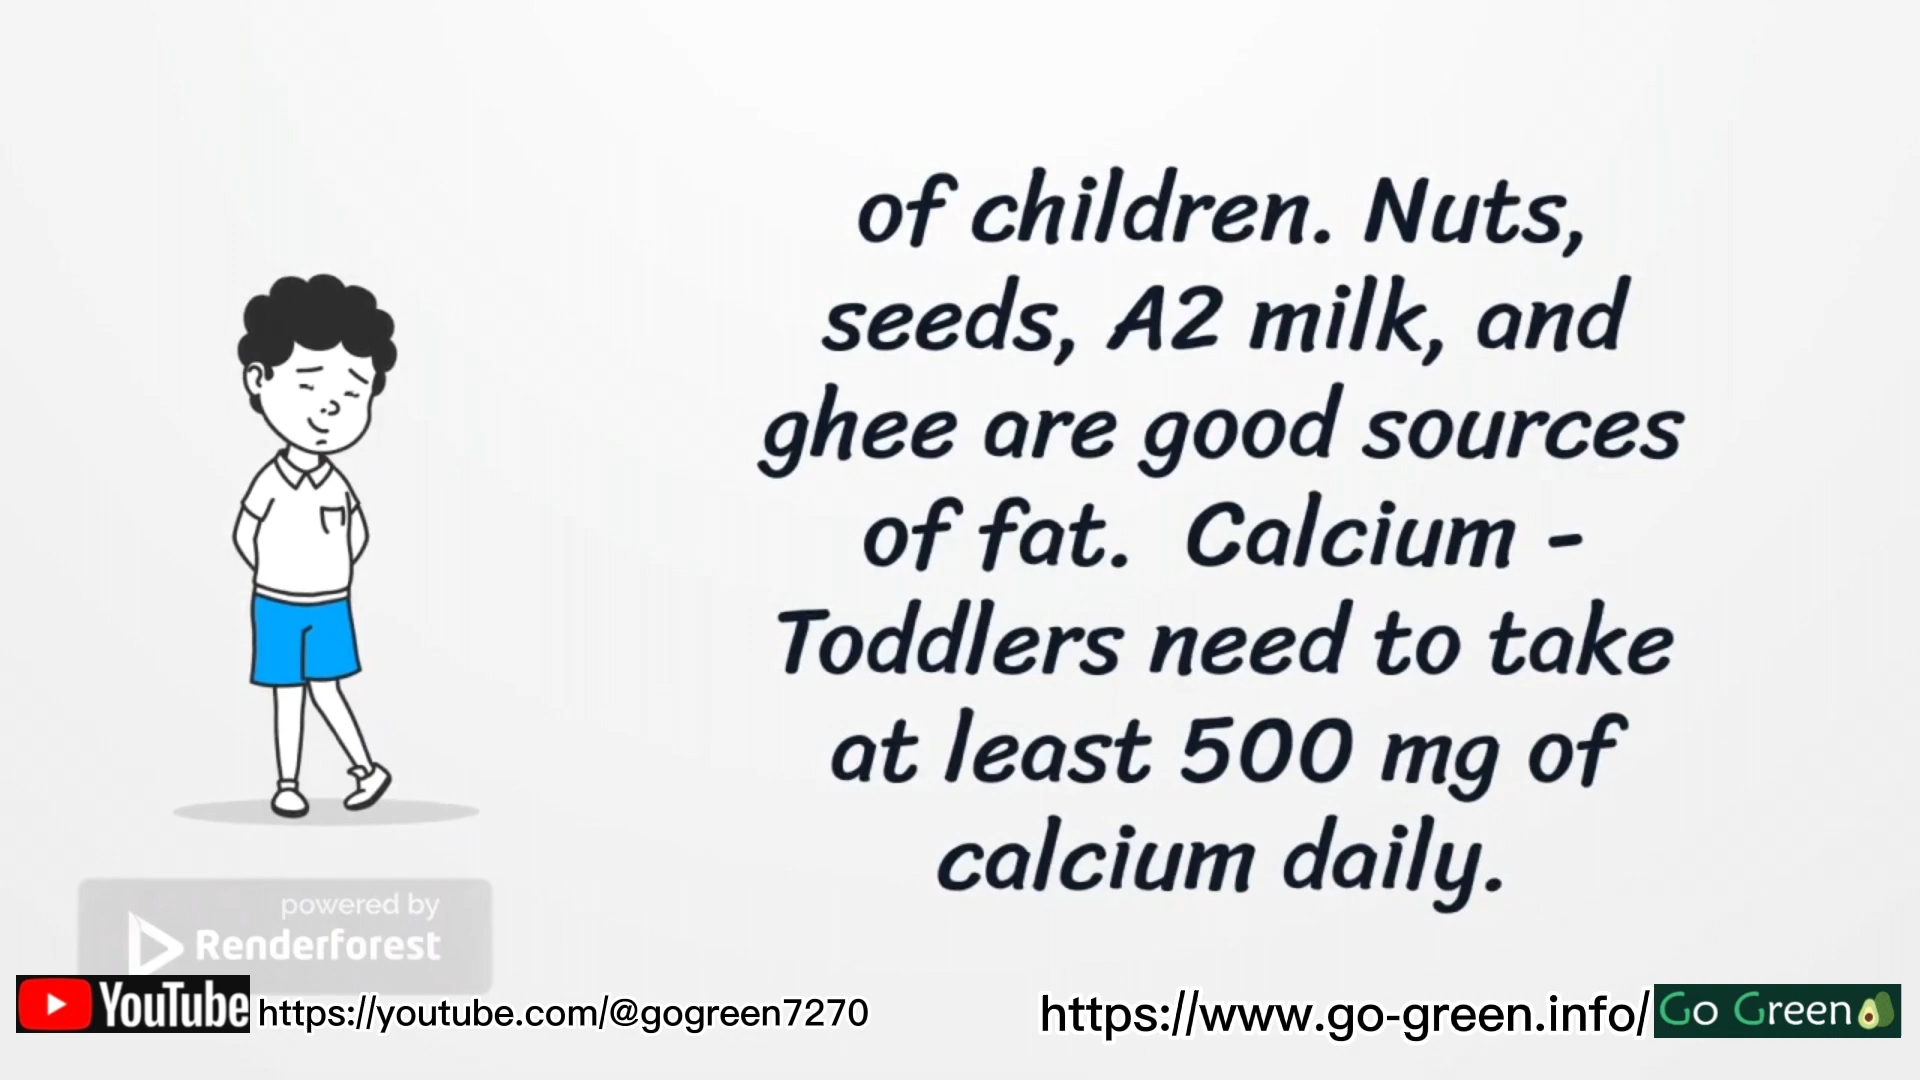 of children. Nuts,
seeds, A2 milk, and
ghee are good sources
of fat.  Calcium -
Toddlers need to take
at least 500 mg of
calcium daily.
powered by
Renderforest
YouTube https://youtube.com/@gogreen7270
https://www.go-green.info/ Go Green